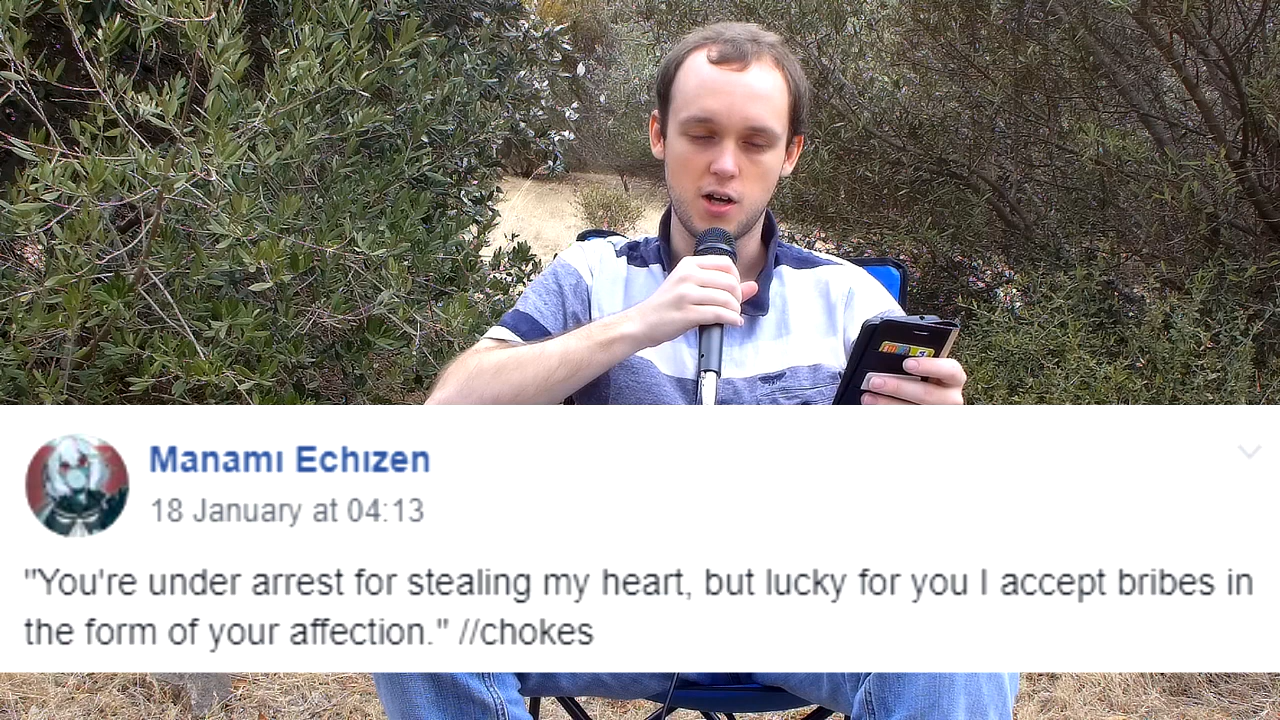 Manamı Echızen
18 January at 04:13
"You're under arrest for stealing my heart, but lucky for you I accept bribes in
the form of your affection." //chokes